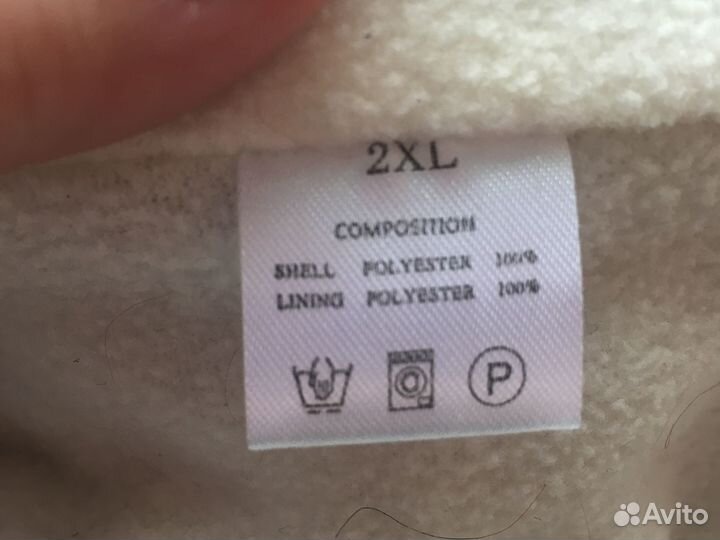 2XL
COMPOSITION
SHELL POLYESTER 100%
LINING POLYESTER 100%
P
Avito